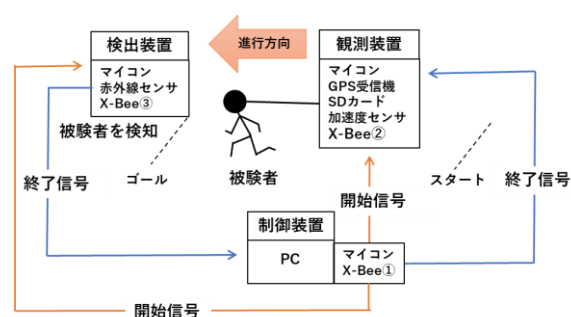 検出装置
マイコン
赤外線センサ
X-Bee③
被験者を検知
進行方向
観測装置
マイコン
GPS受信機
SDカード
加速度センサ
X-Bee②
終了信号
ゴール
被験者
スタート
終了信号
開始信号
制御装置
PC
マイコン
X-Bee①
開始信号